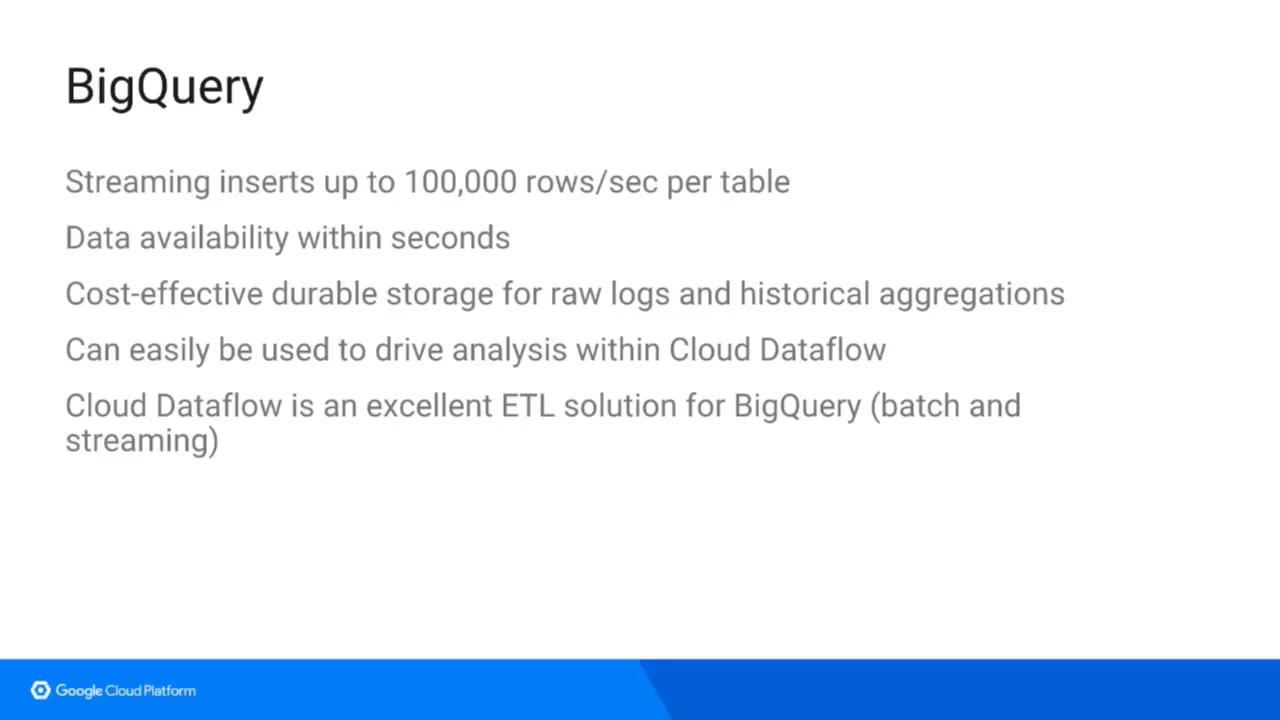 BigQuery
Streaming inserts up to 100,000 rows/sec per table
Data availability within seconds
Cost-effective durable storage for raw logs and historical aggregations
Can easily be used to drive analysis within Cloud Dataflow
Cloud Dataflow is an excellent ETL solution for BigQuery (batch and
streaming)
Google Cloud Platform